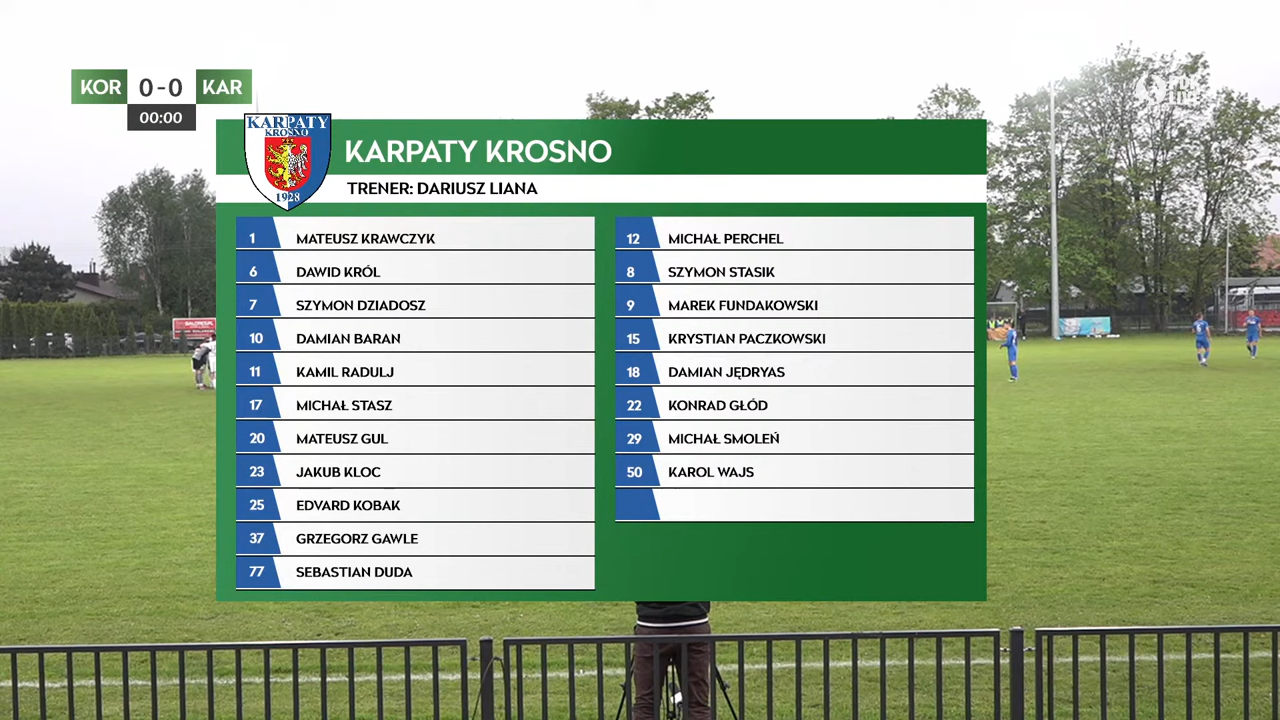 KOR 0-0 KAR
00:00
PDK LIVE
KARPATY
KROSNO
1928
KARPATY KROSNO
TRENER: DARIUSZ LIANA
1 MATEUSZ KRAWCZYK
6 DAWID KRÓL
7 SZYMON DZIADOSZ
10 DAMIAN BARAN
11 KAMIL RADULJ
17 MICHAŁ STASZ
20 MATEUSZ GUL
23 JAKUB KLOC
25 EDVARD KOBAK
37 GRZEGORZ GAWLE
77 SEBASTIAN DUDA
12 MICHAŁ PERCHEL
8 SZYMON STASIK
9 MAREK FUNDAKOWSKI
15 KRYSTIAN PACZKOWSKI
18 DAMIAN JĘDRYAS
22 KONRAD GŁÓD
29 MICHAŁ SMOLEŃ
50 KAROL WAJS